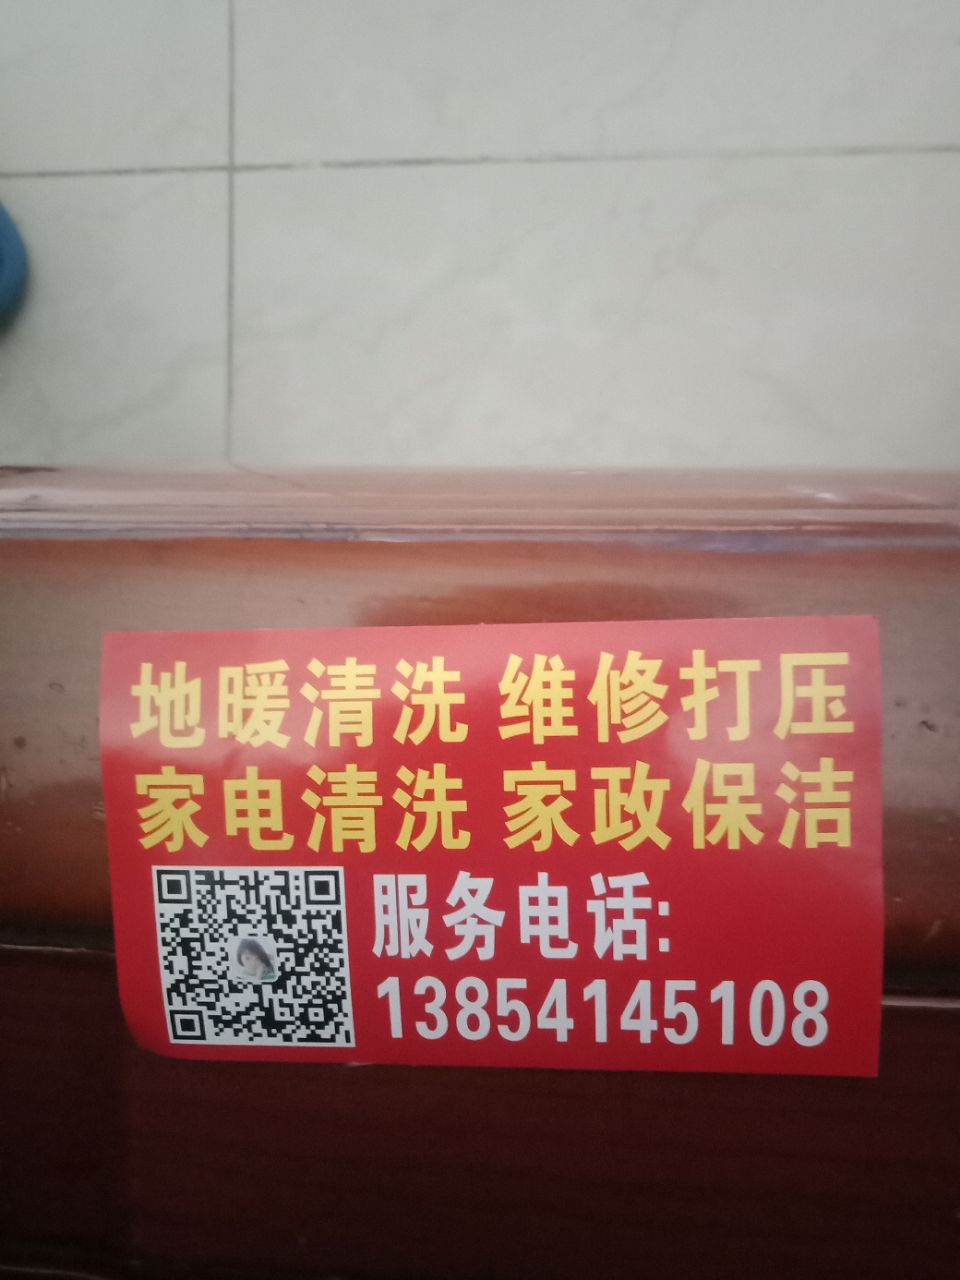 地暖清洗 维修打压
家电清洗 家政保洁
服务电话:
13854145108